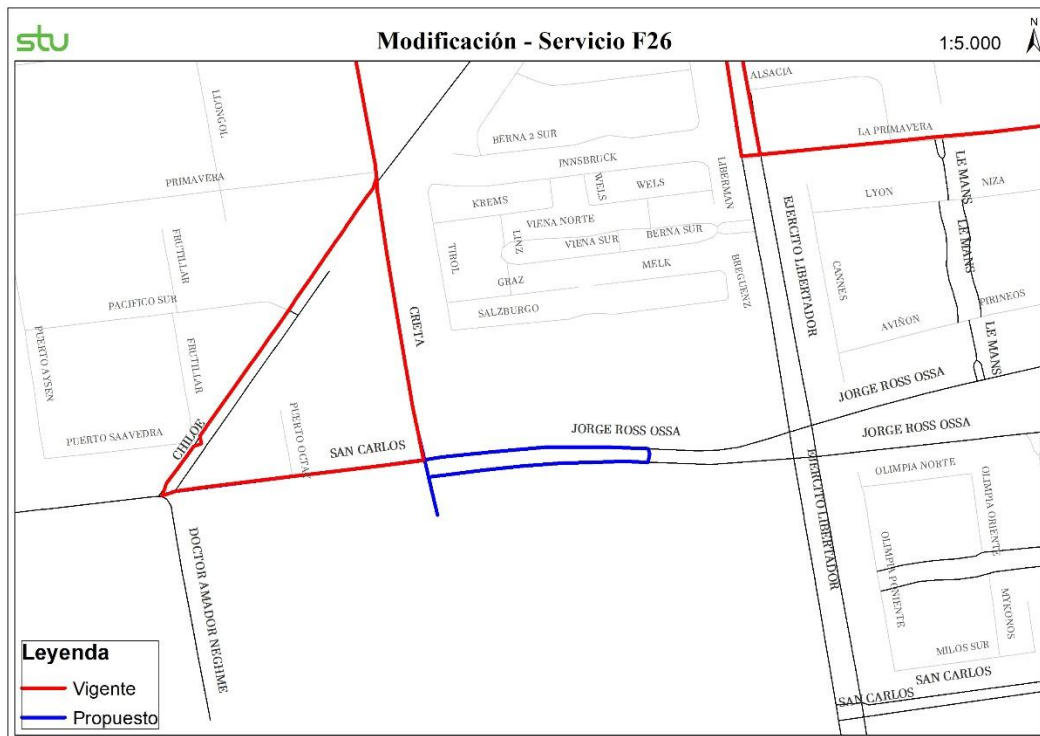 stu
Modificación - Servicio F26
1:5.000
N
ALSACIA
LLONGOL
BERNA 2 SUR
LA PRIMAVERA
INNSBRUCK
LIBERMAN
LE MANS
PRIMAVERA
WELS
WELS
KREMS
LYON
NIZA
EJERCITO LIBERTADOR
VIENA NORTE
LINZ
BERNA SUR
FRUTILLAR
TIROL
VIENA SUR
LE MANS
MELK
BREGUENZ
CANNES
GRAZ
PACIFICO SUR
SALZBURGO
PIRINEOS
CRETA
AVIÑON
PUERTO AYSEN
FRUTILLAR
LE MANS
JORGE ROSS OSSA
PUERTO OCTA
PUERTO SAAVEDRA
CHILOE
SAN CARLOS
JORGE ROSS OSSA
JORGE ROSS OSSA
EJERCITO LIBERTADOR
OLIMPIA NORTE
OLIMPIA ORIENTE
OLIMPIA PONIENTE
DOCTOR AMADOR NEGHME
MYKONOS
MILOS SUR
SAN CARLOS
SAN CARLOS
Leyenda
Vigente
Propuesto